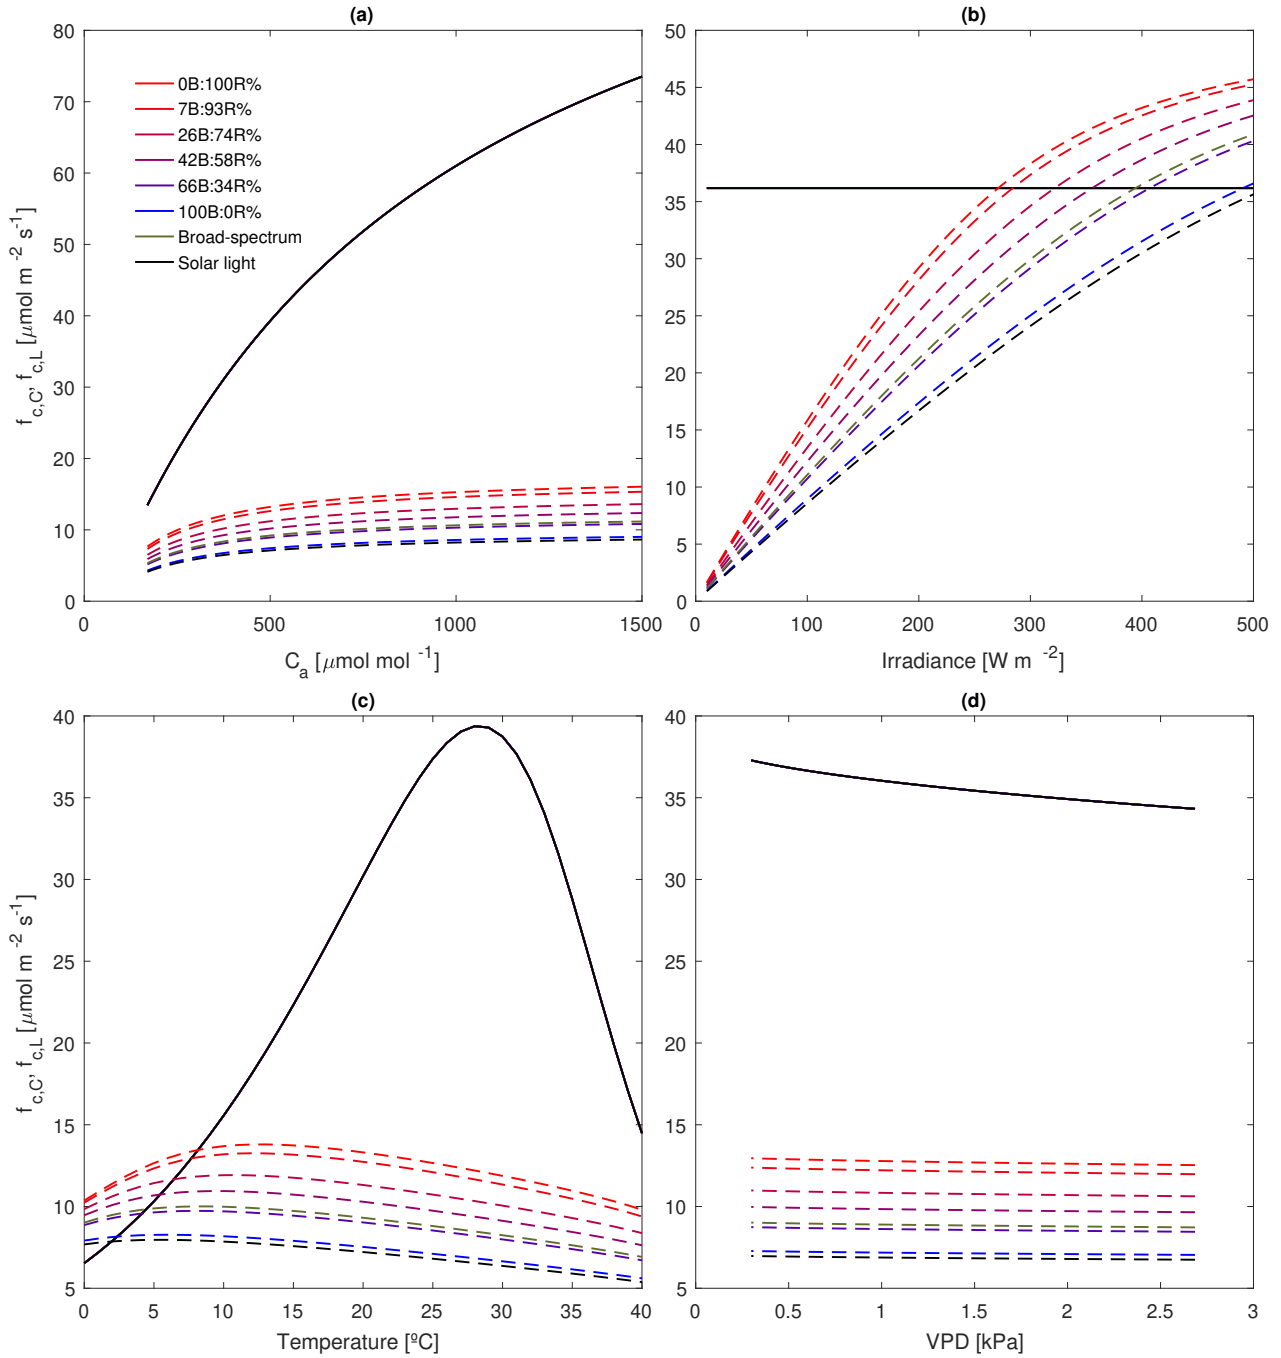 (a)
80
70
60
50
40
30
20
10
0
0B:100R%
7B:93R%
26B:74R%
42B:58R%
66B:34R%
100B:0R%
Broad-spectrum
Solar light
f c,C, f c,L [μmol m -2 s-1]
0 500 1000 1500
C a [μmol mol -1]
(b)
50
45
40
35
30
25
20
15
10
5
0
0 100 200 300 400 500
Irradiance [W m -2]
(c)
40
35
30
25
20
15
10
5
f c,C, f c,L [μmol m -2 s-1]
0 5 10 15 20 25 30 35 40
Temperature [ºC]
(d)
40
35
30
25
20
15
10
5
0 0.5 1 1.5 2 2.5 3
VPD [kPa]